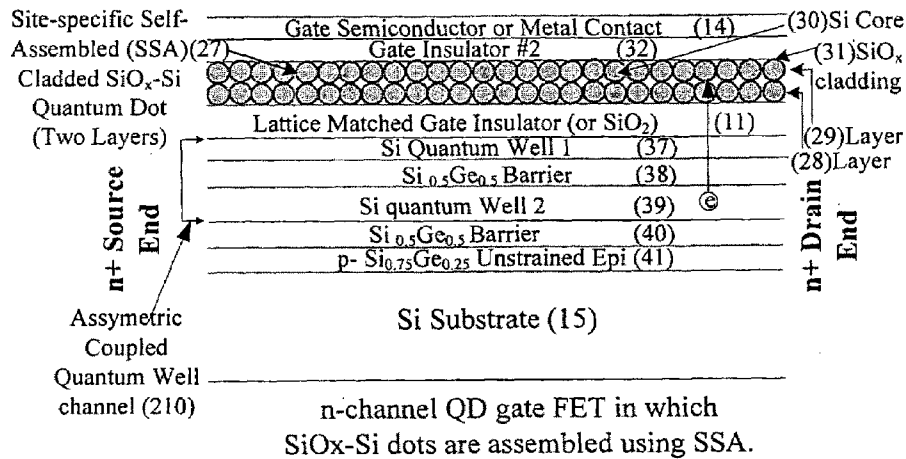 Site-specific Self-
Assembled (SSA)(27)
Cladded SiOₓ-Si
Quantum Dot
(Two Layers)
Gate Semiconductor or Metal Contact (14)
Gate Insulator #2 (32)
(30)Si Core
(31)SiOₓ
cladding
Lattice Matched Gate Insulator (or SiO₂) (11)
(29)Layer
(28)Layer
Si Quantum Well 1 (37)
Si₀.₅Ge₀.₅ Barrier (38)
Si quantum Well 2 (39)
e
Si₀.₅Ge₀.₅ Barrier (40)
p- Si₀.₇₅Ge₀.₂₅ Unstrained Epi (41)
n+ Source
End
n+ Drain
End
Si Substrate (15)
Assymetric
Coupled
Quantum Well
channel (210)
n-channel QD gate FET in which
SiOx-Si dots are assembled using SSA.